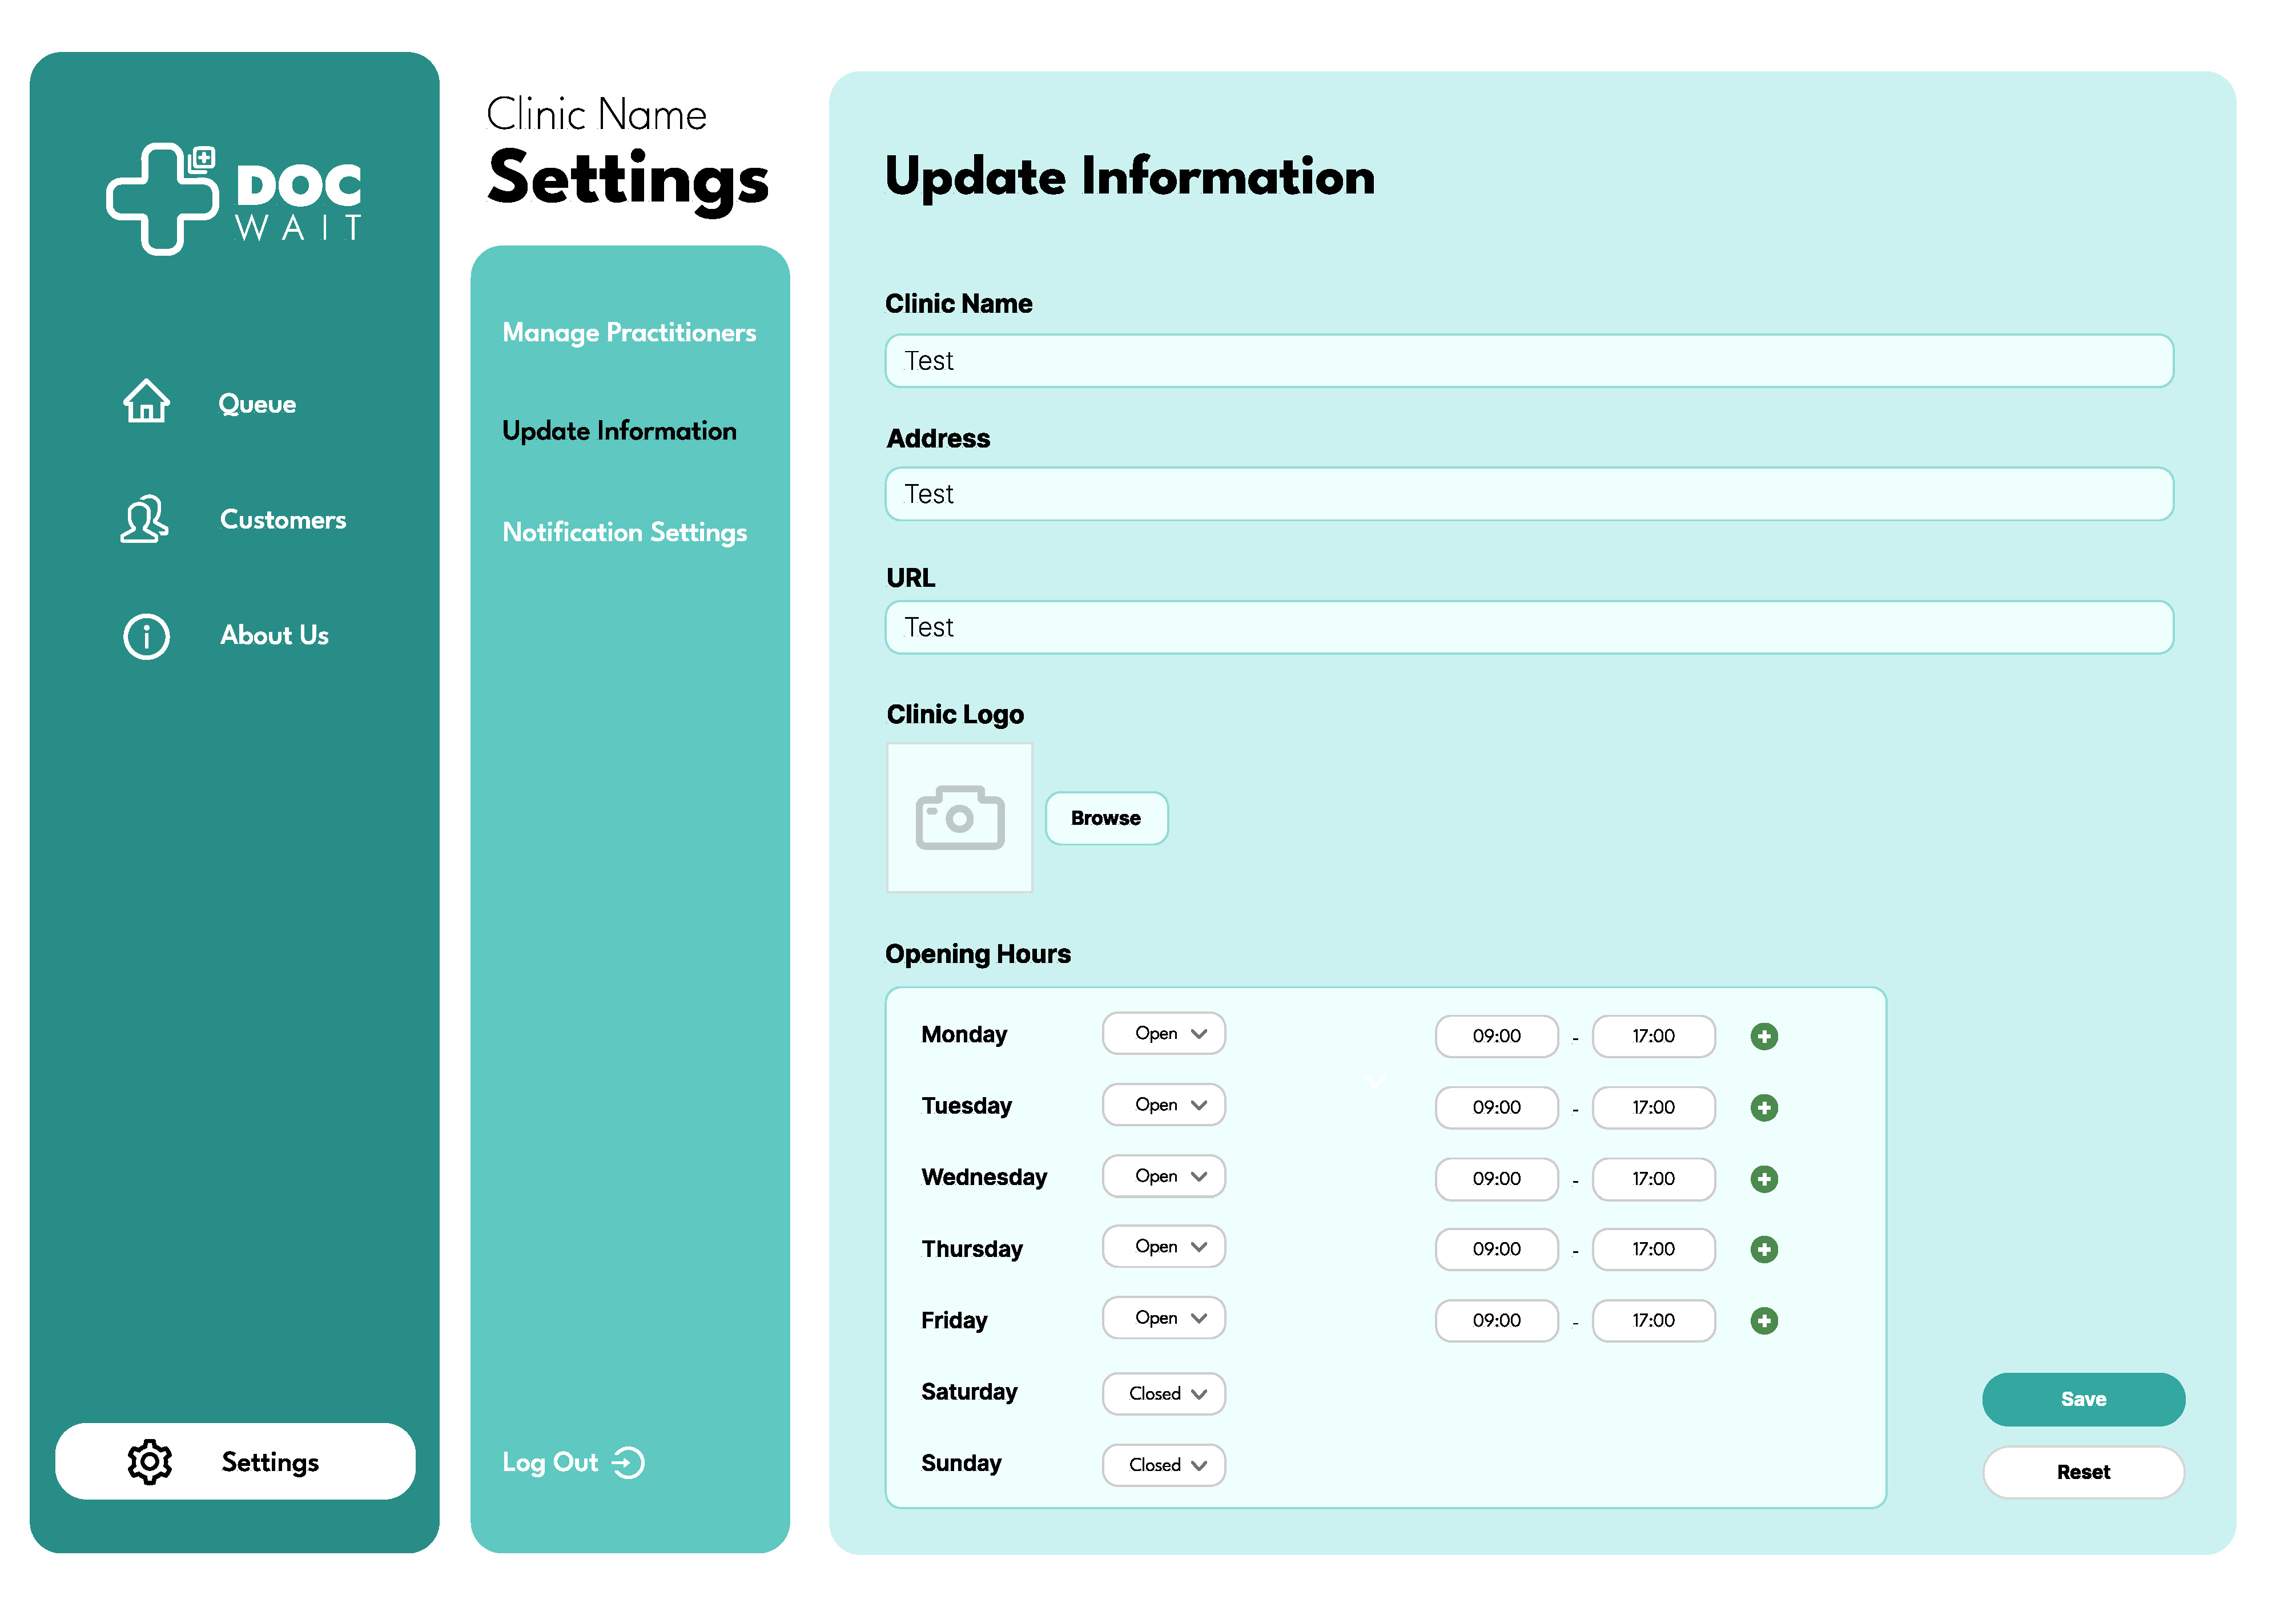 DOC
WAIT
Queue
Customers
About Us
Settings
Clinic Name
Settings
Manage Practitioners
Update Information
Notification Settings
Log Out
Update Information
Clinic Name
Test
Address
Test
URL
Test
Clinic Logo
Browse
Opening Hours
Monday Open 09:00 - 17:00
Tuesday Open 09:00 - 17:00
Wednesday Open 09:00 - 17:00
Thursday Open 09:00 - 17:00
Friday Open 09:00 - 17:00
Saturday Closed
Sunday Closed
Save
Reset